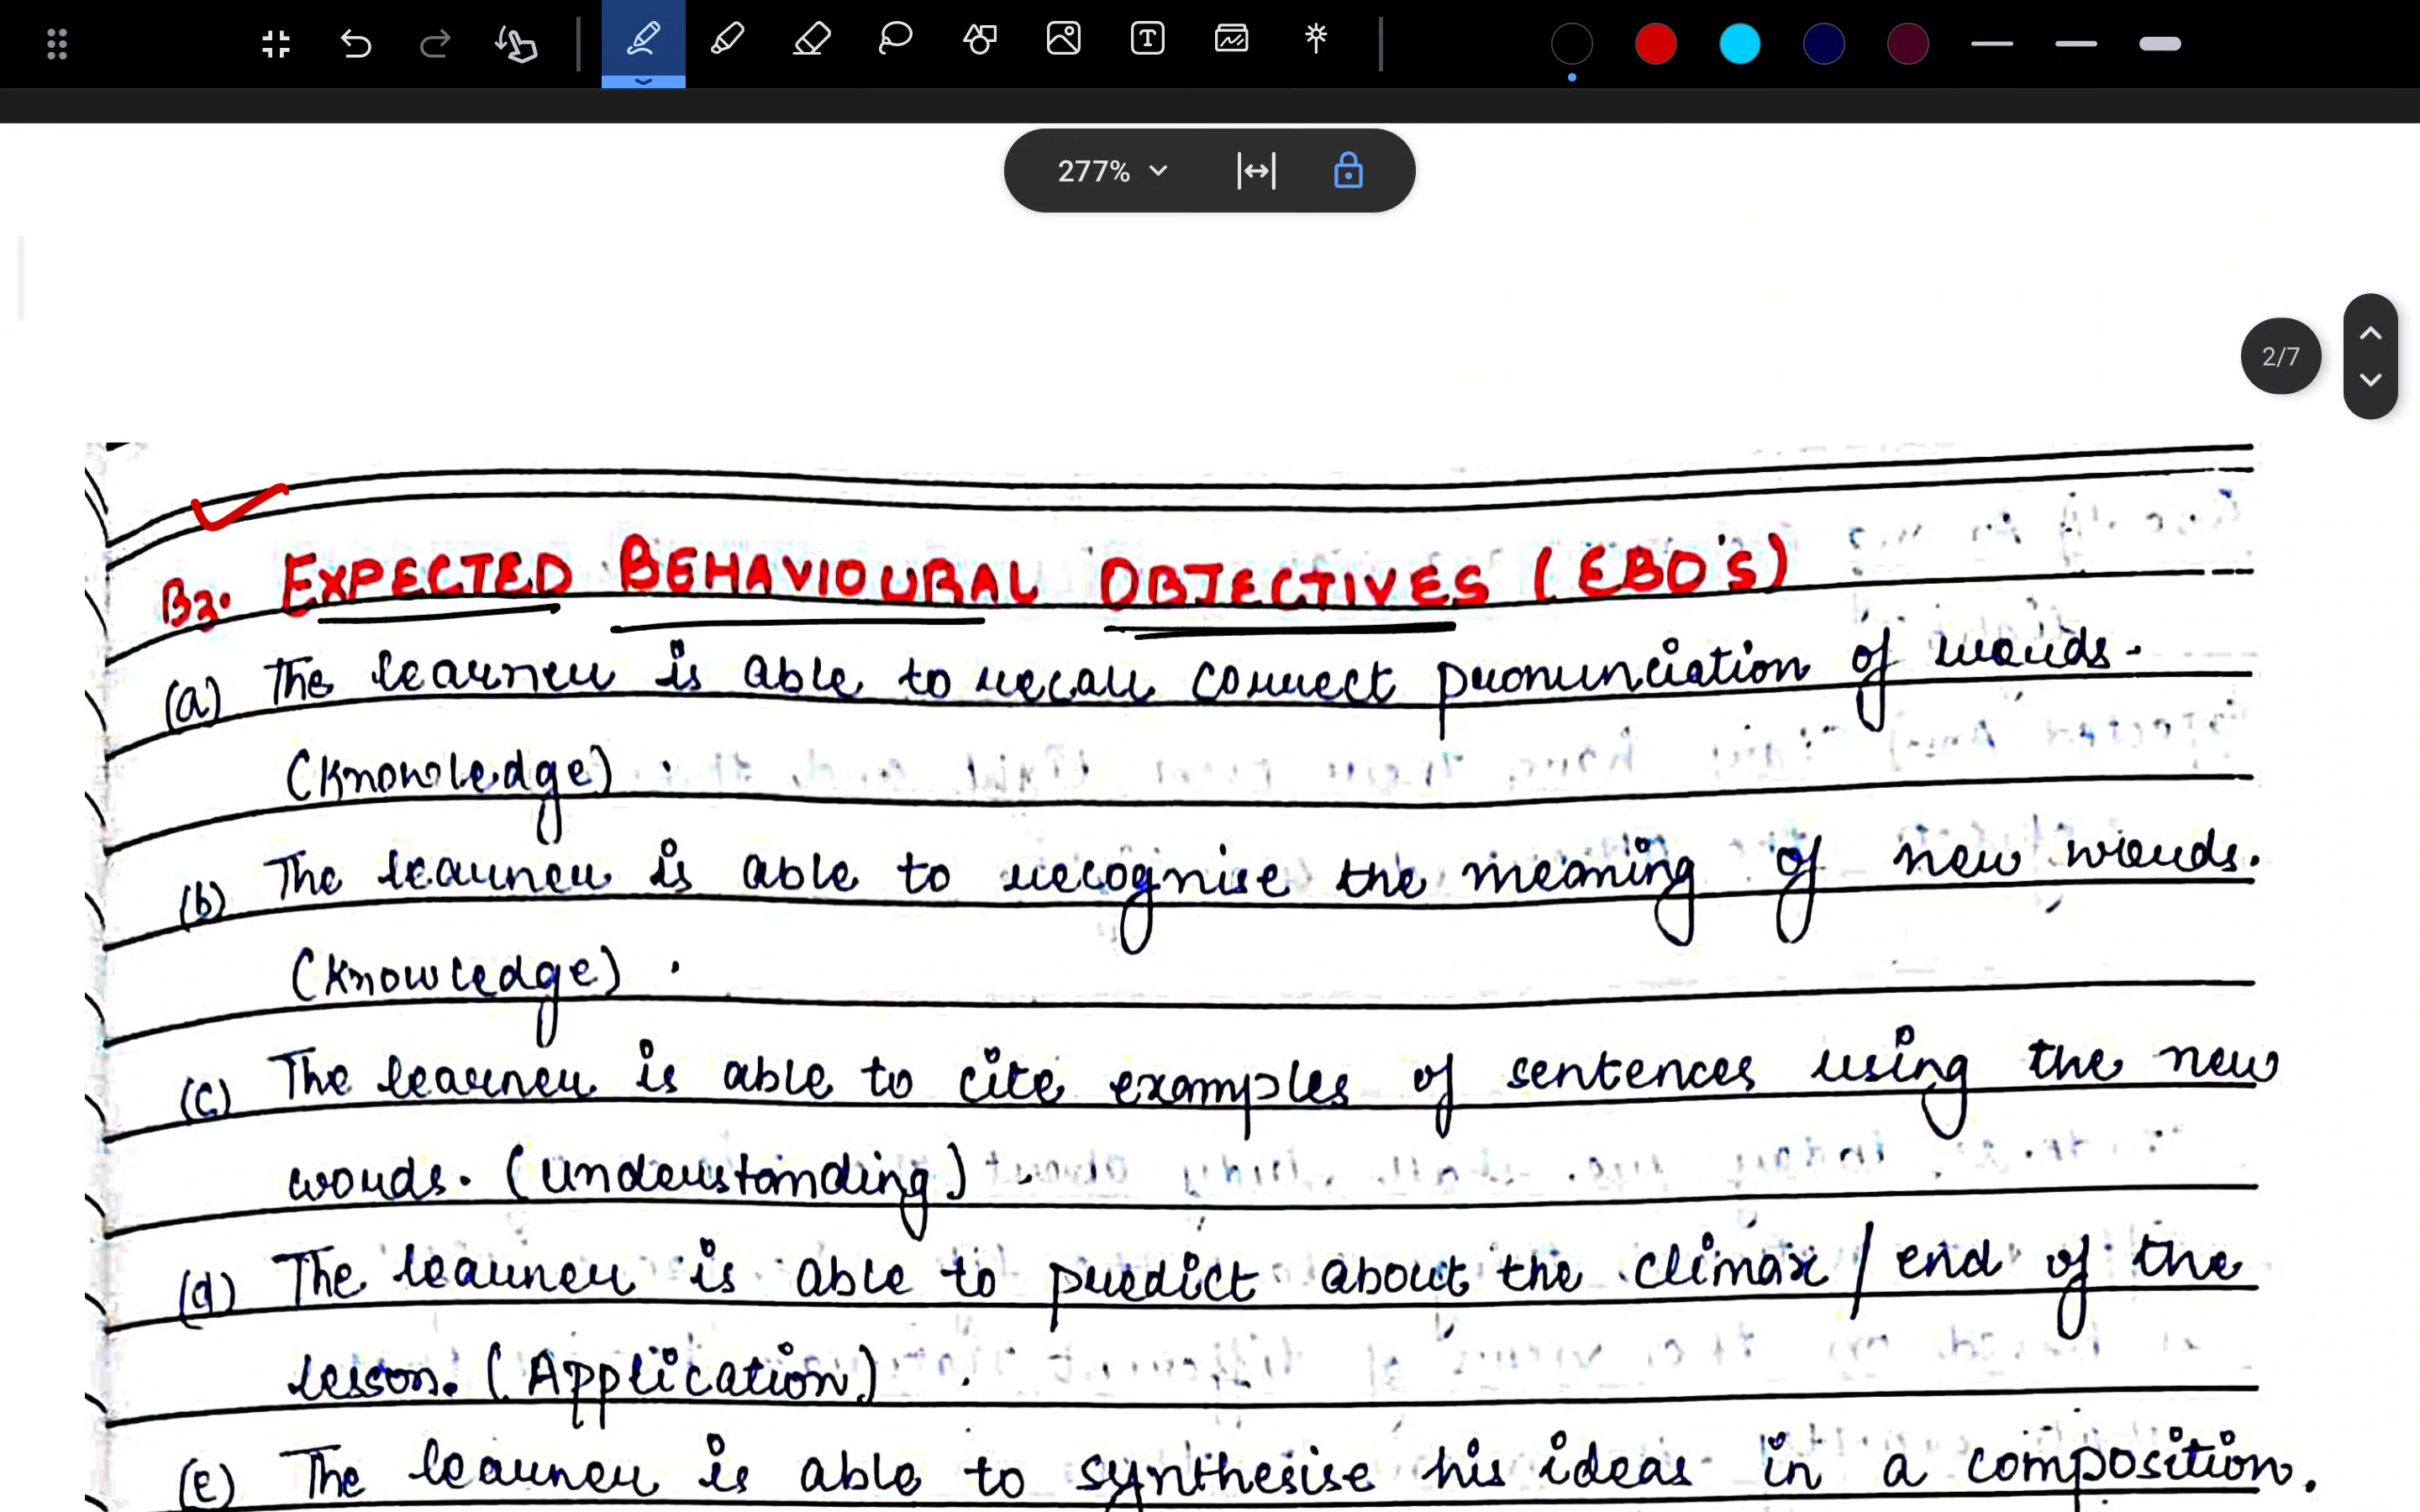 277%
2/7
B3. EXPECTED BEHAVIOURAL OBJECTIVES (EBO's)
(a) The learner is able to recall correct pronunciation of words.
(Knowledge).
(b) The learner is able to recognise the meaning of new words.
(Knowledge).
(c) The learner is able to cite examples of sentences using the new
words. (Understanding).
(d) The learner is able to predict about the climax / end of the
lesson. (Application).
(e) The learner is able to synthesise his ideas in a composition.